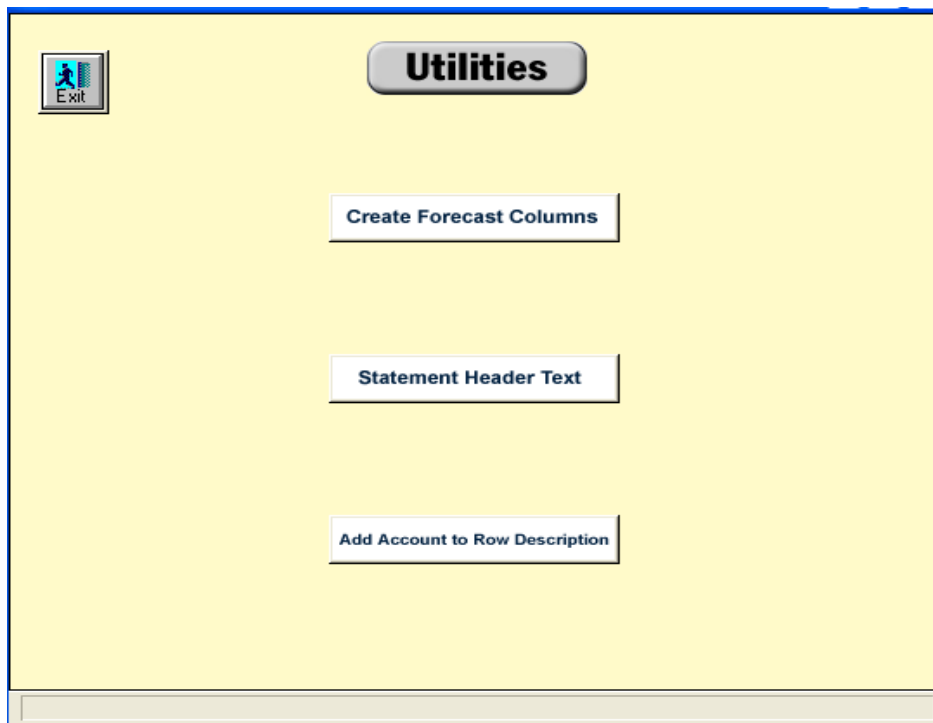 Utilities
Exit
Create Forecast Columns
Statement Header Text
Add Account to Row Description